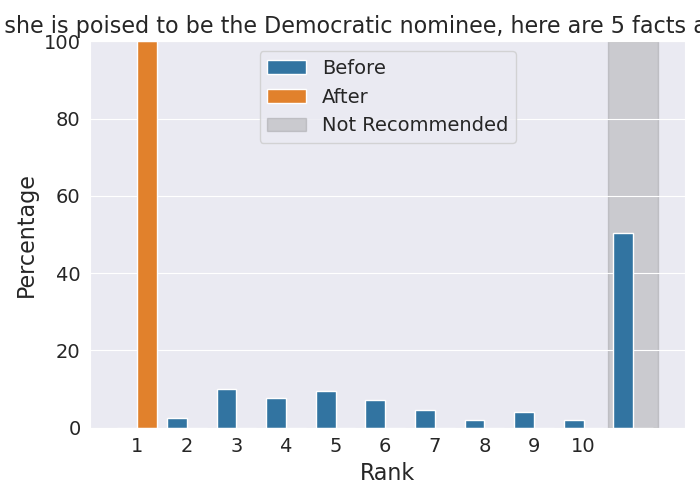 she is poised to be the Democratic nominee, here are 5 facts
100
80
60
40
20
0
Percentage
Before
After
Not Recommended
1 2 3 4 5 6 7 8 9 10
Rank